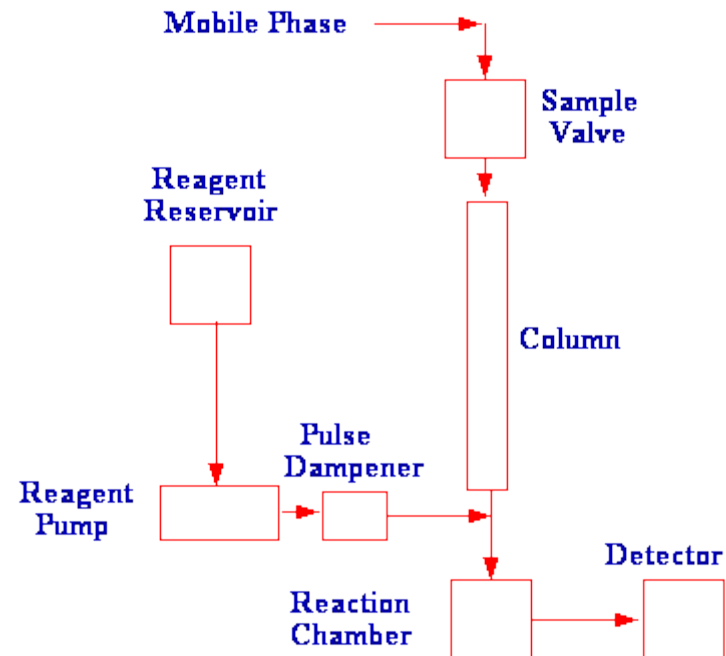 Mobile Phase
Sample
Valve
Reagent
Reservoir
Column
Pulse
Dampener
Reagent
Pump
Detector
Reaction
Chamber